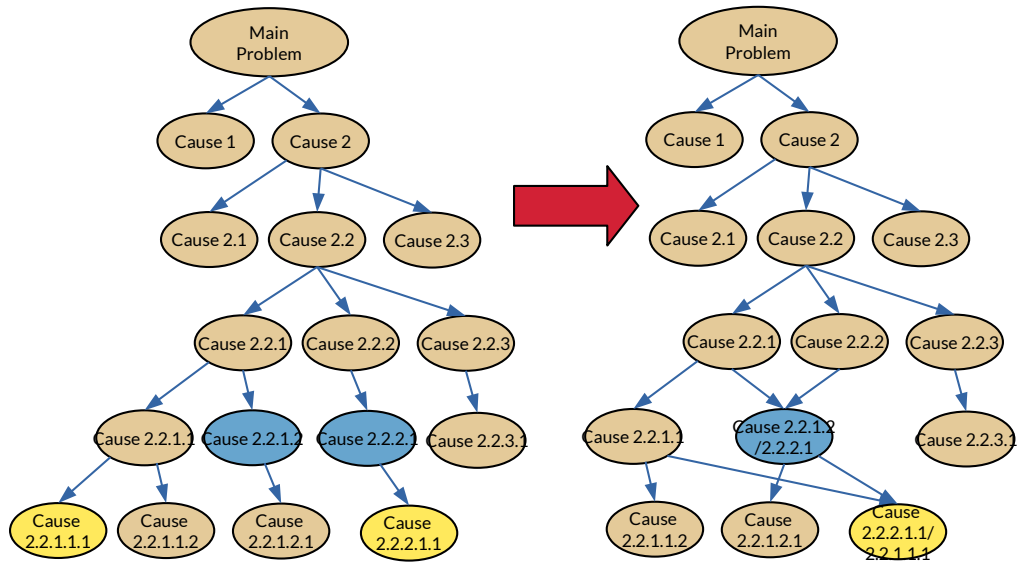 Main
Problem
Main
Problem
Cause 1
Cause 2
Cause 1
Cause 2
Cause 2.1
Cause 2.2
Cause 2.3
Cause 2.1
Cause 2.2
Cause 2.3
Cause 2.2.1
Cause 2.2.2
Cause 2.2.3
Cause 2.2.1
Cause 2.2.2
Cause 2.2.3
Cause 2.2.1.1
Cause 2.2.1.2
Cause 2.2.2.1
Cause 2.2.3.1
Cause 2.2.1.1
Cause 2.2.1.2
/2.2.2.1
Cause 2.2.3.1
Cause
2.2.1.1.1
Cause
2.2.1.1.2
Cause
2.2.1.2.1
Cause
2.2.2.1.1
Cause
2.2.1.1.2
Cause
2.2.1.2.1
Cause
2.2.2.1.1/
2.2.1.1.1